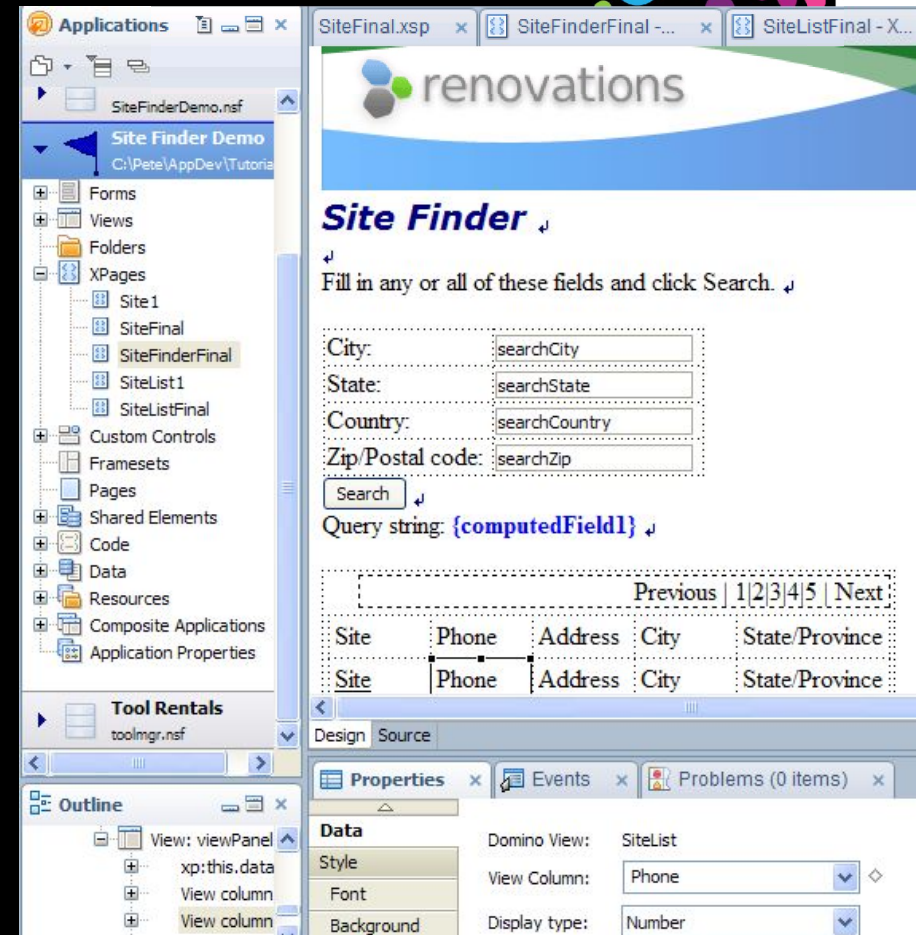 Applications
SiteFinderDemo.nsf
Site Finder Demo
C:\Pete\AppDev\Tutoria
Forms
Views
Folders
XPages
Site1
SiteFinal
SiteFinderFinal
SiteList1
SiteListFinal
Custom Controls
Framesets
Pages
Shared Elements
Code
Data
Resources
Composite Applications
Application Properties
Tool Rentals
toolmgr.nsf
Outline
View: viewPanel
xp:this.data
View column
View column
SiteFinal.xsp
SiteFinderFinal -...
SiteListFinal - X...
renovations
Site Finder
Fill in any or all of these fields and click Search.
City: searchCity
State: searchState
Country: searchCountry
Zip/Postal code: searchZip
Search
Query string: {computedField1}
Previous | 1|2|3|4|5 | Next
Site Phone Address City State/Province
Site Phone Address City State/Province
Design Source
Properties Events Problems (0 items)
Data
Style
Font
Background
Domino View: SiteList
View Column: Phone
Display type: Number